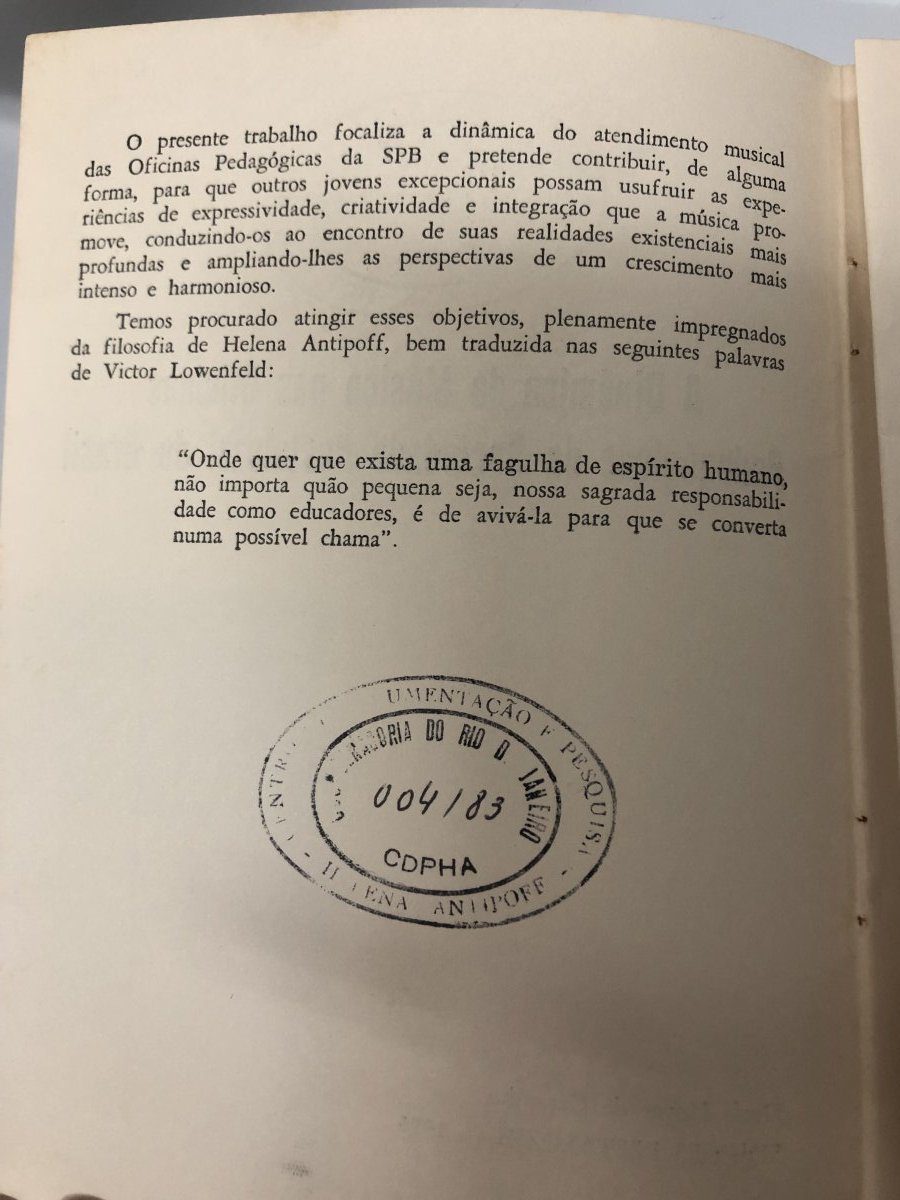 O presente trabalho focaliza a dinâmica do atendimento musical
das Oficinas Pedagógicas da SPB e pretende contribuir, de alguma
forma, para que outros jovens excepcionais possam usufruir as expe-
riências de expressividade, criatividade e integração que a música pro-
move, conduzindo-os ao encontro de suas realidades existenciais mais
profundas e ampliando-lhes as perspectivas de um crescimento mais
intenso e harmonioso.
Temos procurado atingir esses objetivos, plenamente impregnados
da filosofia de Helena Antipoff, bem traduzida nas seguintes palavras
de Victor Lowenfeld:
“Onde quer que exista uma fagulha de espírito humano,
não importa quão pequena seja, nossa sagrada responsabili-
dade como educadores, é de avivá-la para que se converta
numa possível chama”.
UMENTAÇÃO E PESQUISA
DO RIO D JANEIRO
004/83
CDPHA
ANTIPOFF